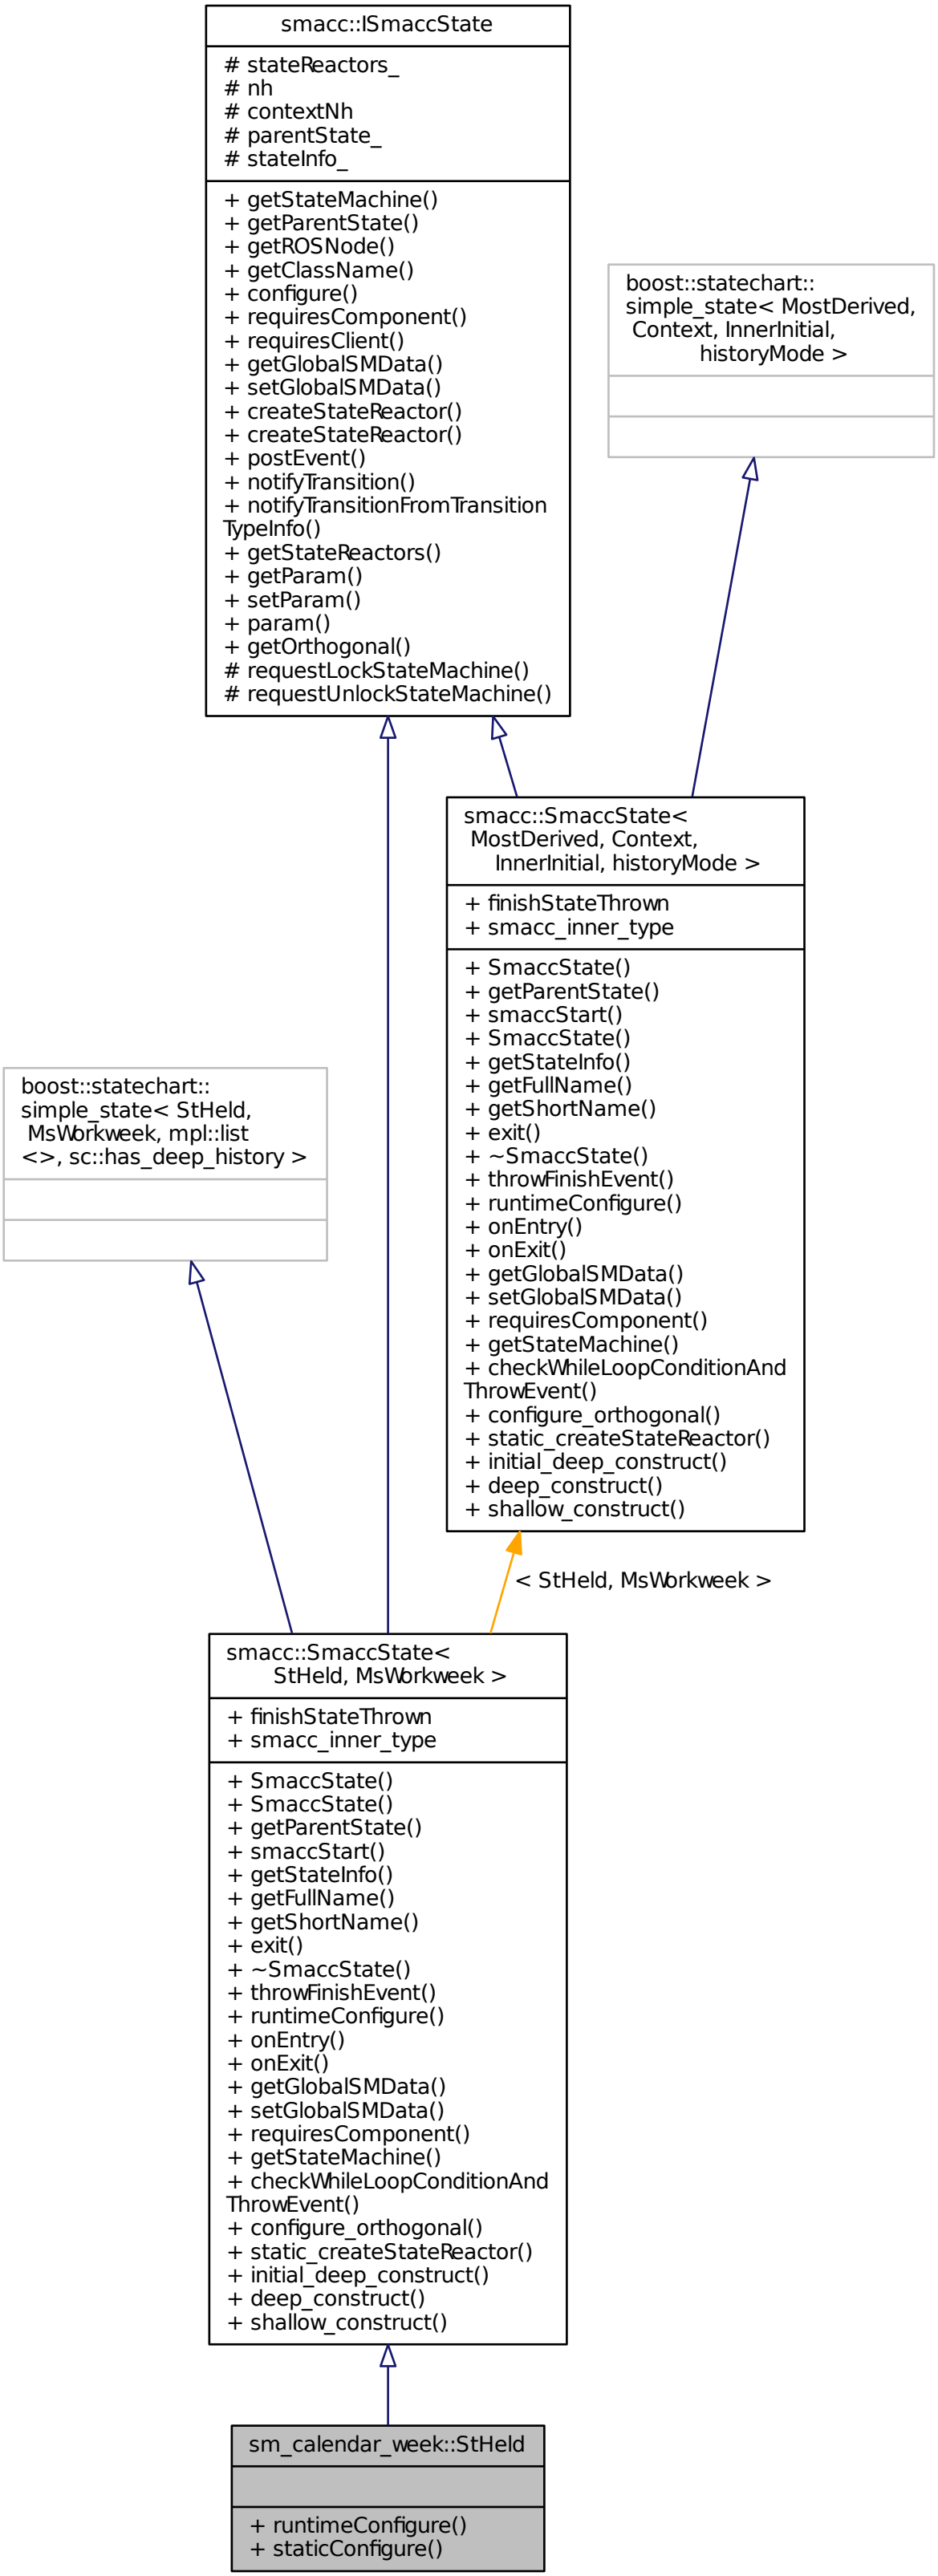 smacc::ISmaccState
# stateReactors_
# nh
# contextNh
# parentState_
# stateInfo_
+ getStateMachine()
+ getParentState()
+ getROSNode()
+ getClassName()
+ configure()
+ requiresComponent()
+ requiresClient()
+ getGlobalSMData()
+ setGlobalSMData()
+ createStateReactor()
+ createStateReactor()
+ postEvent()
+ notifyTransition()
+ notifyTransitionFromTransition
TypeInfo()
+ getStateReactors()
+ getParam()
+ setParam()
+ param()
+ getOrthogonal()
# requestLockStateMachine()
# requestUnlockStateMachine()
boost::statechart::
simple_state< MostDerived,
Context, InnerInitial,
historyMode >
smacc::SmaccState<
MostDerived, Context,
InnerInitial, historyMode >
+ finishStateThrown
+ smacc_inner_type
+ SmaccState()
+ getParentState()
+ smaccStart()
+ SmaccState()
+ getStateInfo()
+ getFullName()
+ getShortName()
+ exit()
+ ~SmaccState()
+ throwFinishEvent()
+ runtimeConfigure()
+ onEntry()
+ onExit()
+ getGlobalSMData()
+ setGlobalSMData()
+ requiresComponent()
+ getStateMachine()
+ checkWhileLoopConditionAnd
ThrowEvent()
+ configure_orthogonal()
+ static_createStateReactor()
+ initial_deep_construct()
+ deep_construct()
+ shallow_construct()
boost::statechart::
simple_state< StHeld,
MsWorkweek, mpl::list
<>, sc::has_deep_history >
< StHeld, MsWorkweek >
smacc::SmaccState<
StHeld, MsWorkweek >
+ finishStateThrown
+ smacc_inner_type
+ SmaccState()
+ SmaccState()
+ getParentState()
+ smaccStart()
+ getStateInfo()
+ getFullName()
+ getShortName()
+ exit()
+ ~SmaccState()
+ throwFinishEvent()
+ runtimeConfigure()
+ onEntry()
+ onExit()
+ getGlobalSMData()
+ setGlobalSMData()
+ requiresComponent()
+ getStateMachine()
+ checkWhileLoopConditionAnd
ThrowEvent()
+ configure_orthogonal()
+ static_createStateReactor()
+ initial_deep_construct()
+ deep_construct()
+ shallow_construct()
sm_calendar_week::StHeld
+ runtimeConfigure()
+ staticConfigure()